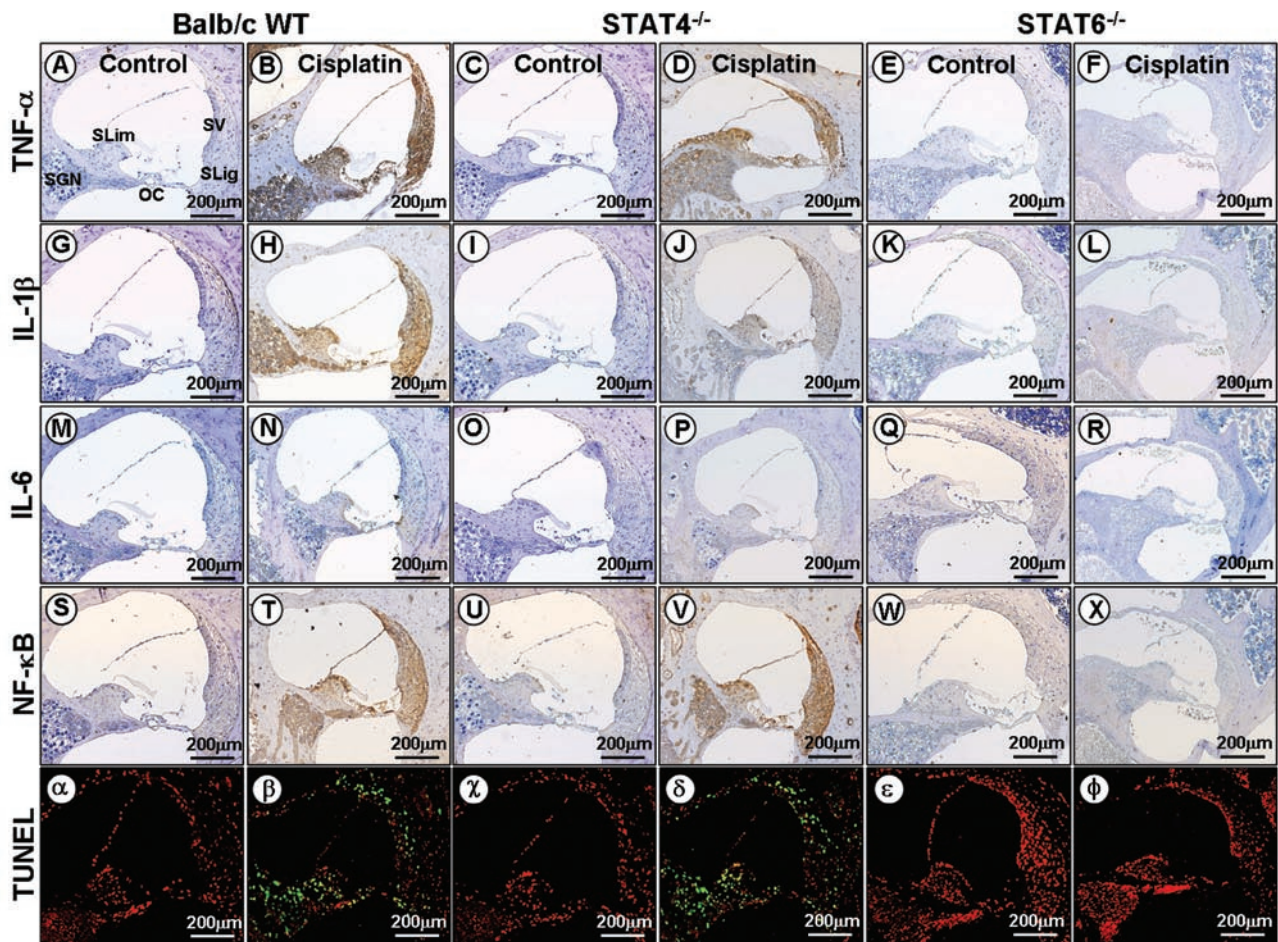 Balb/c WT STAT4-/- STAT6-/-
TNF-α
A Control B Cisplatin C Control D Cisplatin E Control F Cisplatin
SLim SV
SGN SLig
OC
200μm 200μm 200μm 200μm 200μm 200μm
IL-1β
G H I J K L
200μm 200μm 200μm 200μm 200μm 200μm
IL-6
M N O P Q R
200μm 200μm 200μm 200μm 200μm 200μm
NF-κB
S T U V W X
200μm 200μm 200μm 200μm 200μm 200μm
TUNEL
α β χ δ ε ϕ
200μm 200μm 200μm 200μm 200μm 200μm